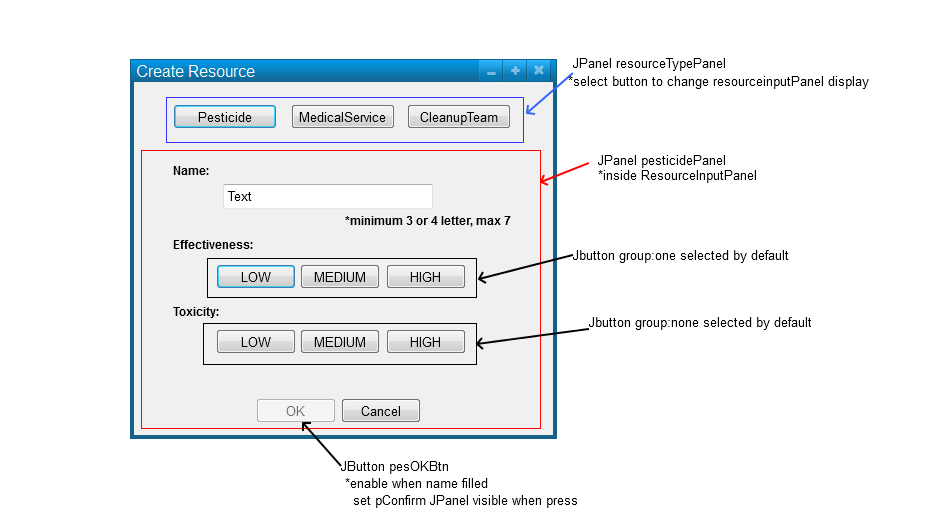 JPanel resourceTypePanel
*select button to change resourceinputPanel display
Create Resource
Pesticide MedicalService CleanupTeam
JPanel pesticidePanel
*inside ResourceInputPanel
Name:
Text
*minimum 3 or 4 letter, max 7
Effectiveness:
Jbutton group:one selected by default
LOW MEDIUM HIGH
Toxicity:
Jbutton group:none selected by default
LOW MEDIUM HIGH
OK Cancel
JButton pesOKBtn
*enable when name filled
set pConfirm JPanel visible when press